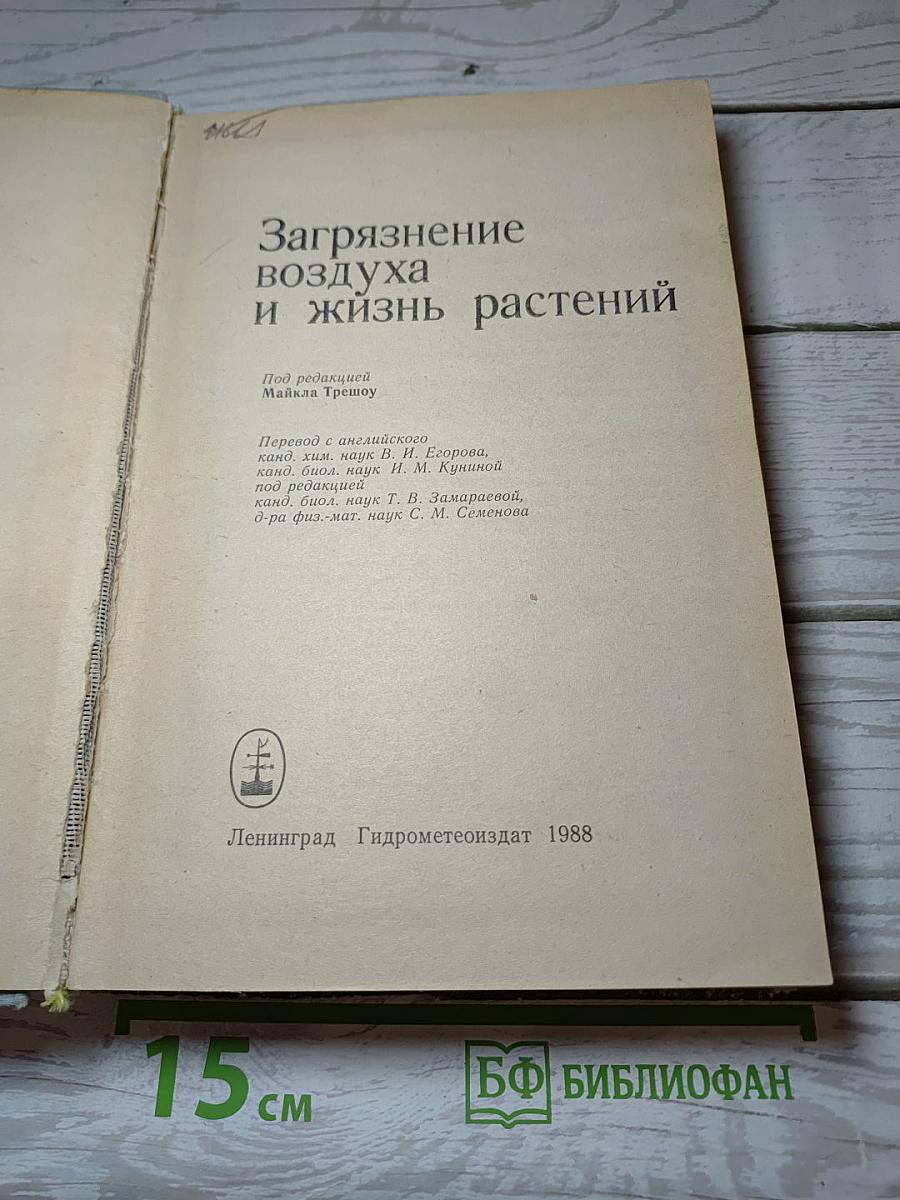 Загрязнение
воздуха
и жизнь растений
Под редакцией
Майкла Трешоу
Перевод с английского
канд. хим. наук В. И. Егорова,
канд. биол. наук И. М. Куниной
под редакцией
канд. биол. наук Т. В. Замараевой,
д-ра физ.-мат. наук С. М. Семенова
Ленинград Гидрометеоиздат 1988
15 см
БФ БИБЛИОФАН